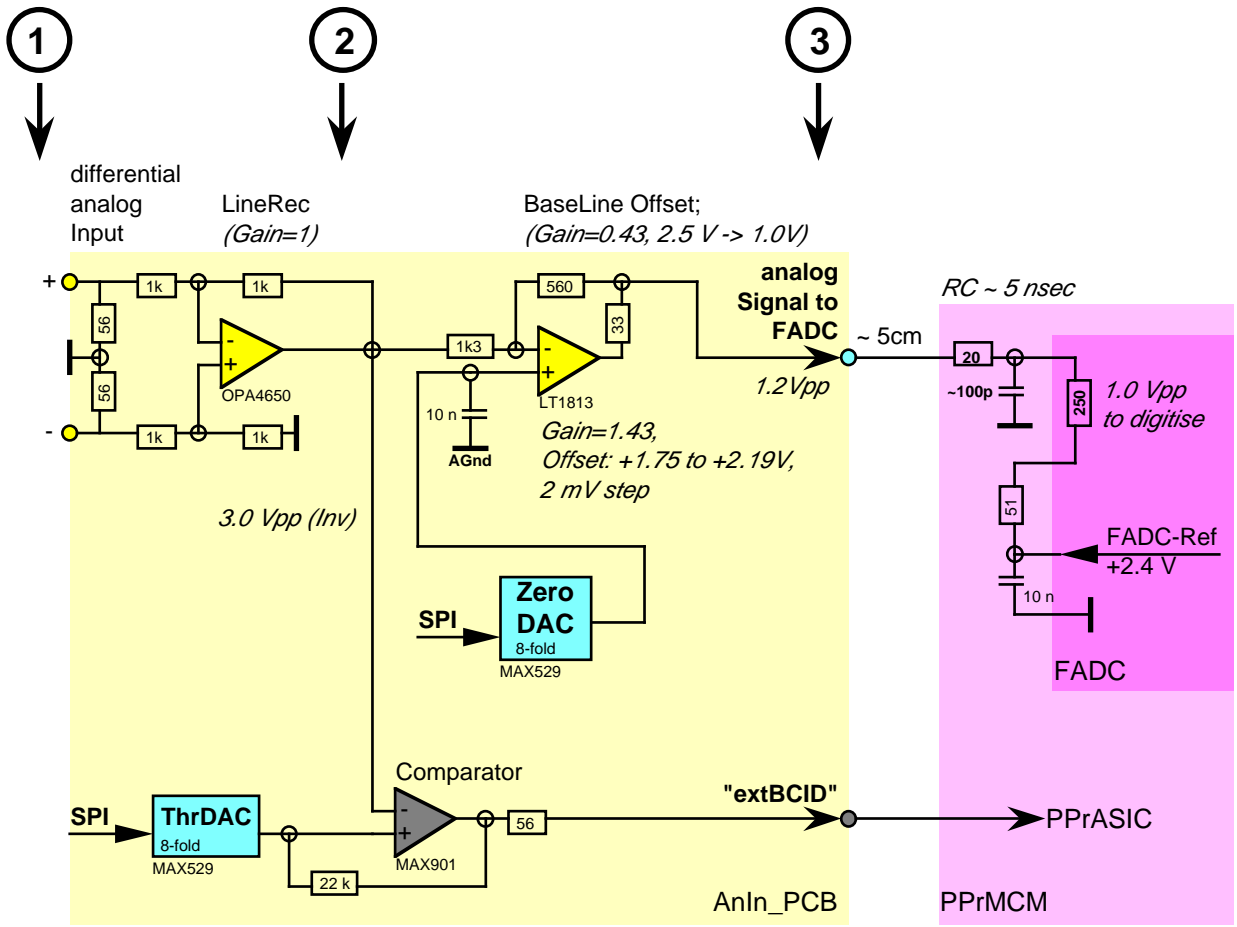 1
2
3
differential
analog
Input
LineRec
(Gain=1)
BaseLine Offset;
(Gain=0.43, 2.5 V -> 1.0V)
+
1k
1k
56
56
-
+
OPA4650
-
1k
1k
3.0 Vpp (Inv)
560
33
1k3
-
+
LT1813
10 n
AGnd
Gain=1.43,
Offset: +1.75 to +2.19V,
2 mV step
analog
Signal to
FADC
1.2Vpp
~ 5cm
RC ~ 5 nsec
20
~100p
250
1.0 Vpp
to digitise
51
FADC-Ref
+2.4 V
10 n
FADC
SPI
Zero
DAC
8-fold
MAX529
Comparator
SPI
ThrDAC
8-fold
MAX529
-
+
MAX901
22 k
56
"extBCID"
PPrASIC
AnIn_PCB
PPrMCM